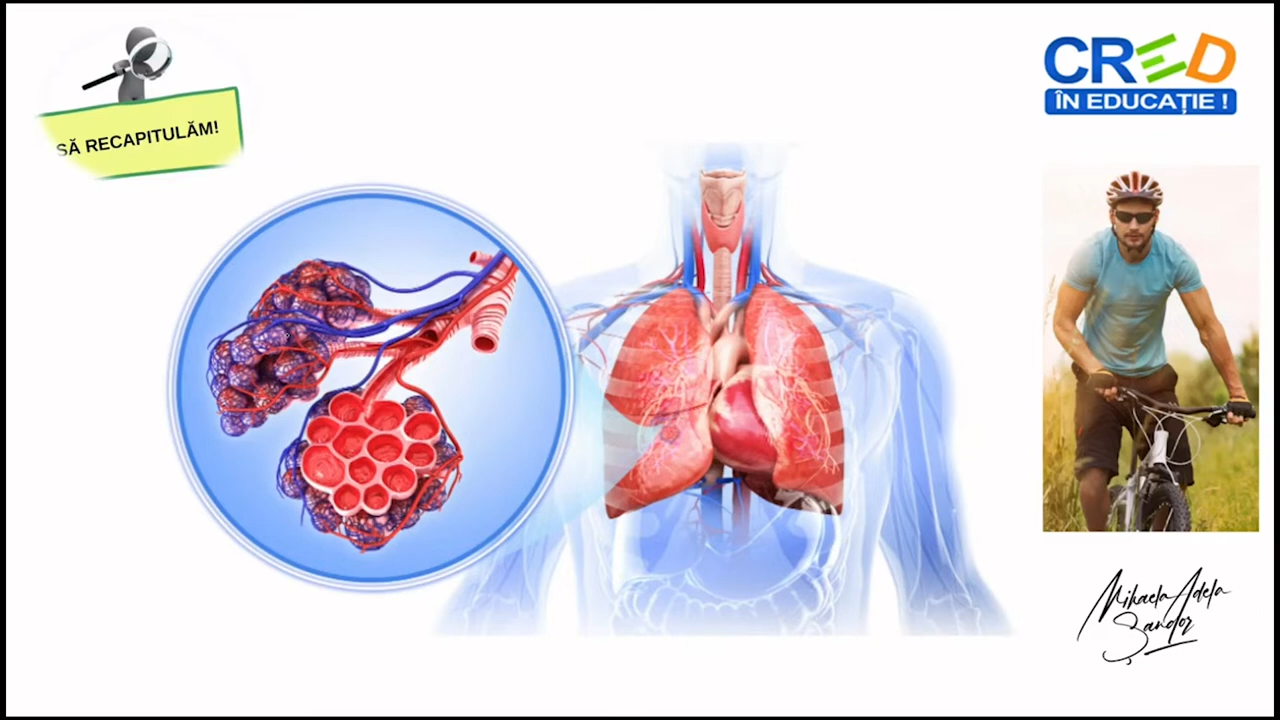 SĂ RECAPITULĂM!
CRED
ÎN EDUCAȚIE !
Mihaela Adela
Șandor